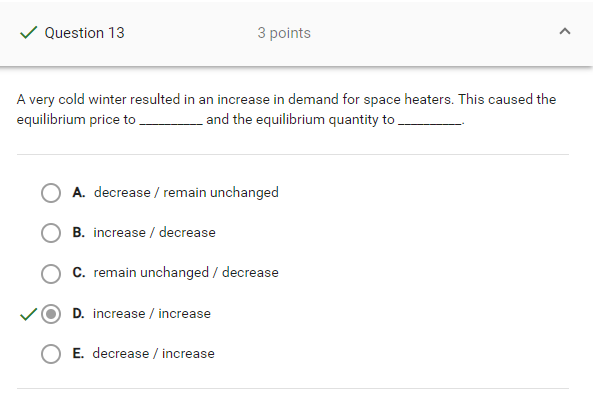 Question 13 3 points
A very cold winter resulted in an increase in demand for space heaters. This caused the
equilibrium price to __________ and the equilibrium quantity to __________.
A. decrease / remain unchanged
B. increase / decrease
C. remain unchanged / decrease
D. increase / increase
E. decrease / increase